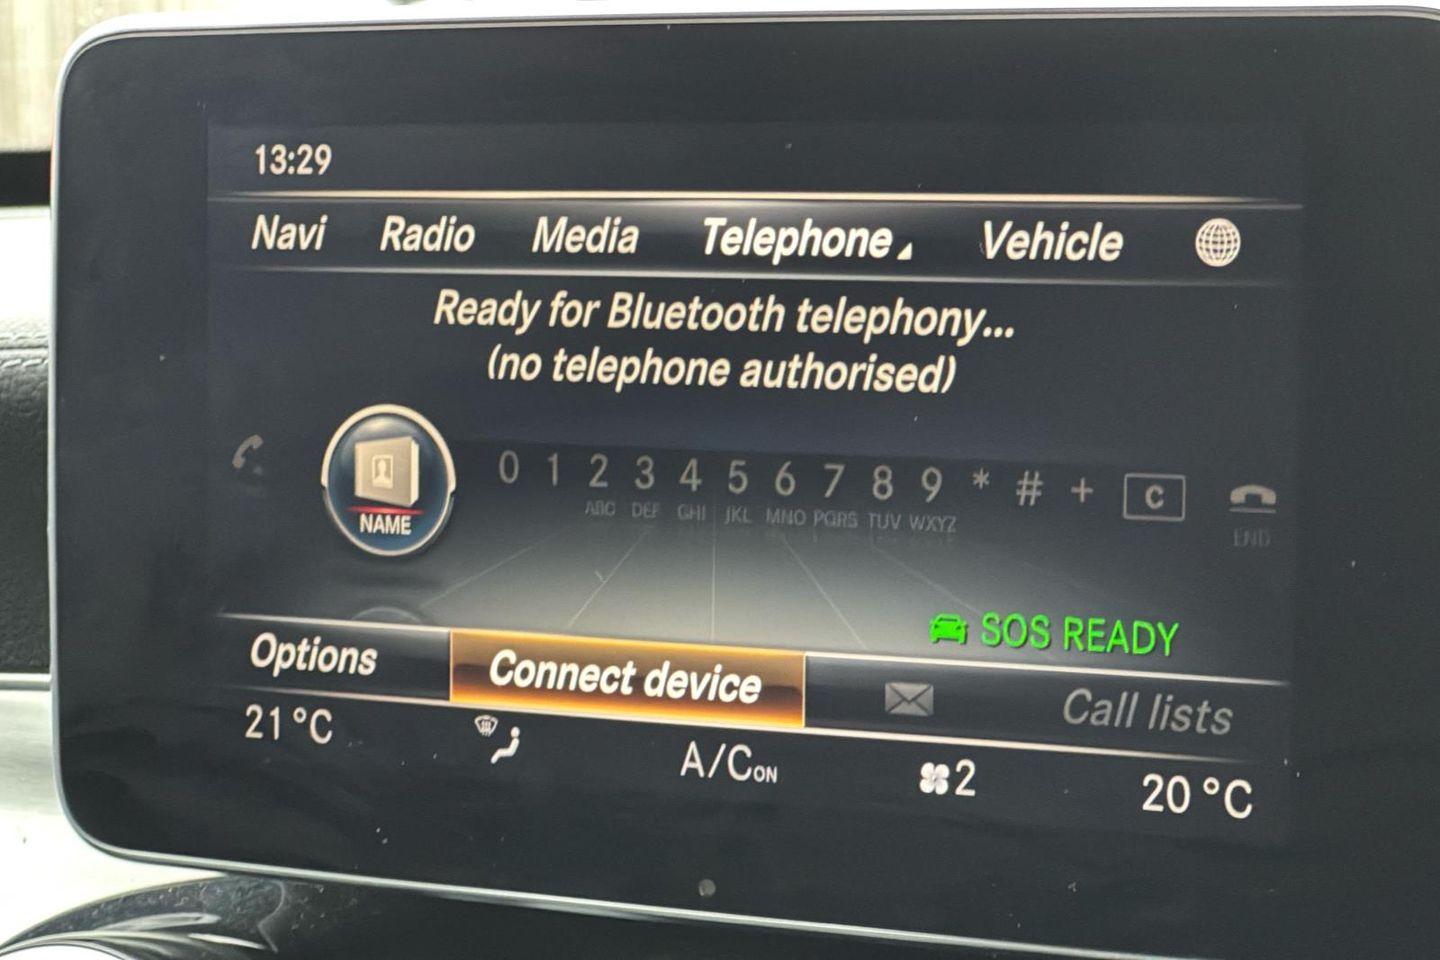 13:29
Navi Radio Media Telephone Vehicle
Ready for Bluetooth telephony...
(no telephone authorised)
NAME
0 1 2 3 4 5 6 7 8 9 * # + C
ABC DEF GHI JKL MNO PQRS TUV WXYZ
END
SOS READY
Options Connect device Call lists
21°C A/C ON 2 20°C